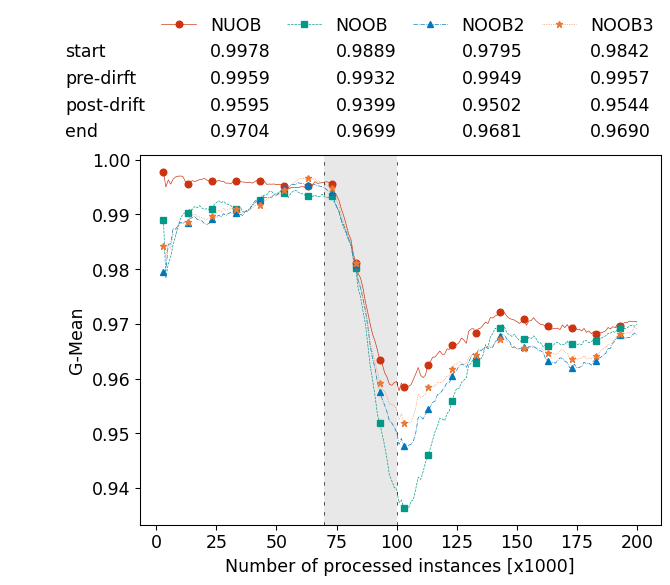 NUOB NOOB NOOB2 NOOB3
start 0.9978 0.9889 0.9795 0.9842
pre-dirft 0.9959 0.9932 0.9949 0.9957
post-drift 0.9595 0.9399 0.9502 0.9544
end 0.9704 0.9699 0.9681 0.9690
1.00
0.99
0.98
0.97
0.96
0.95
0.94
G-Mean
0 25 50 75 100 125 150 175 200
Number of processed instances [x1000]